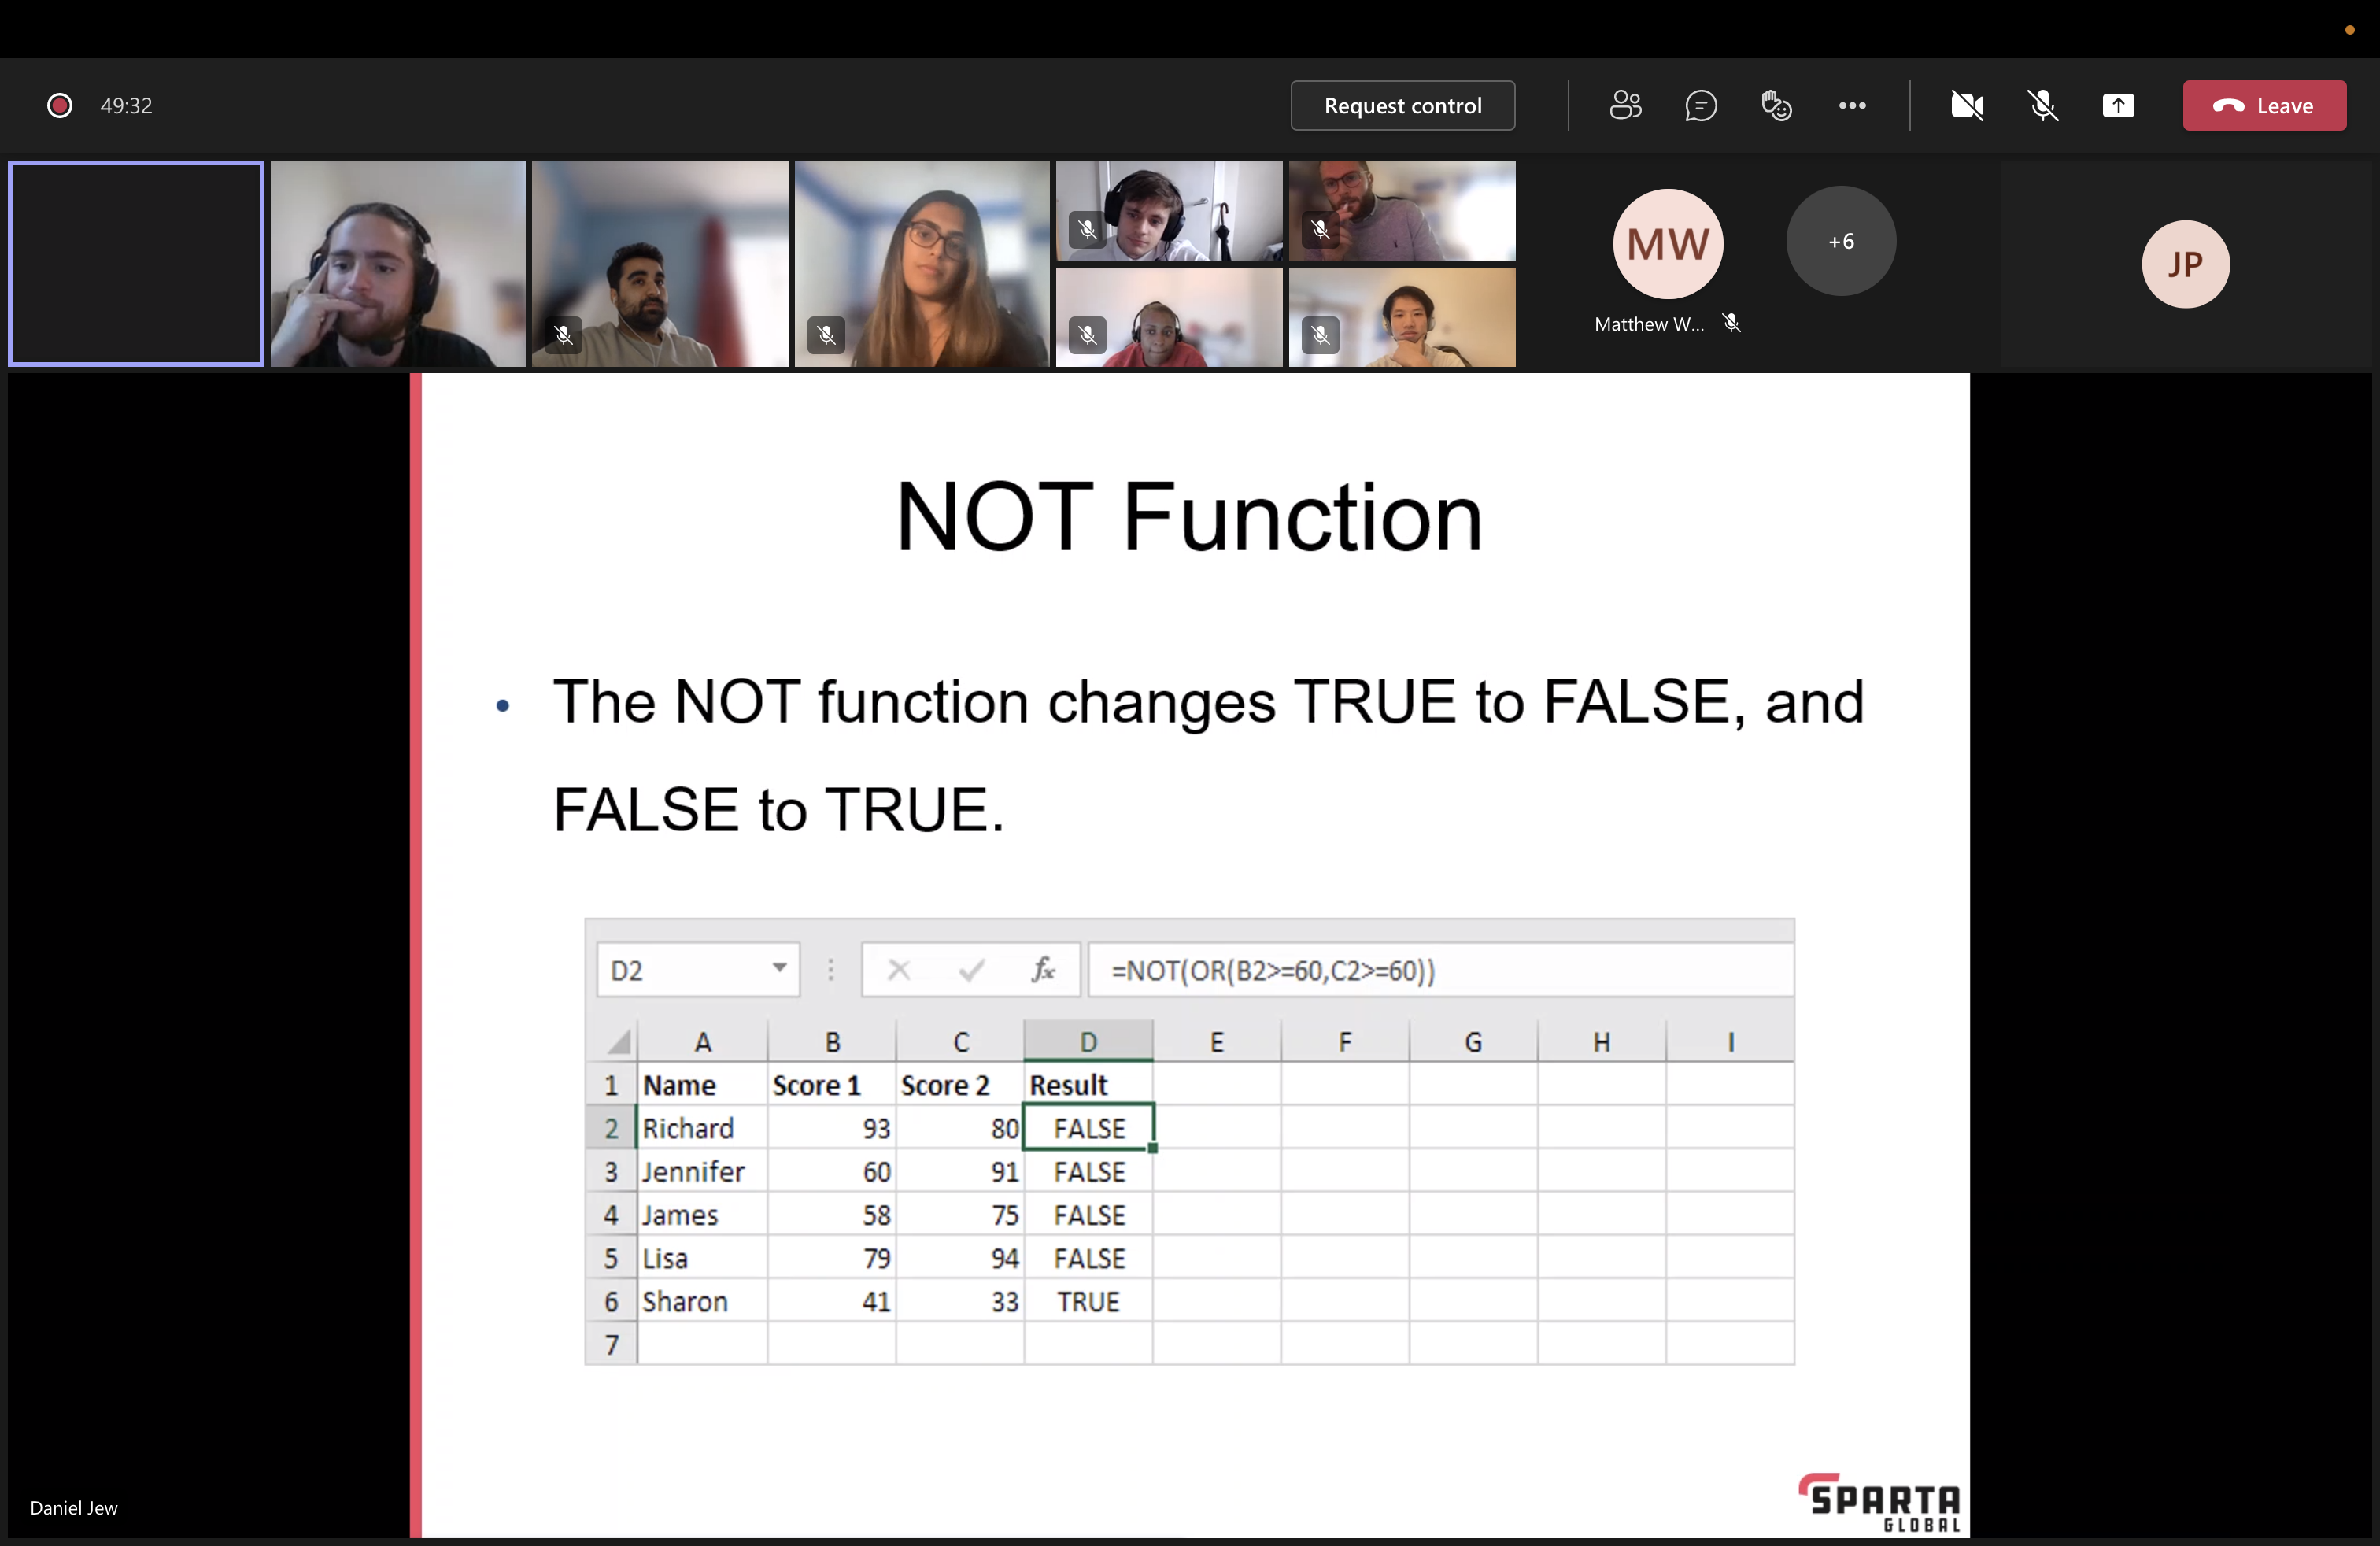 49:32
Request control
Leave
MW
+6
JP
Matthew W...
NOT Function
• The NOT function changes TRUE to FALSE, and
FALSE to TRUE.
D2 fx =NOT(OR(B2>=60,C2>=60))
A B C D E F G H I
1 Name Score 1 Score 2 Result
2 Richard 93 80 FALSE
3 Jennifer 60 91 FALSE
4 James 58 75 FALSE
5 Lisa 79 94 FALSE
6 Sharon 41 33 TRUE
7
Daniel Jew
SPARTA
GLOBAL